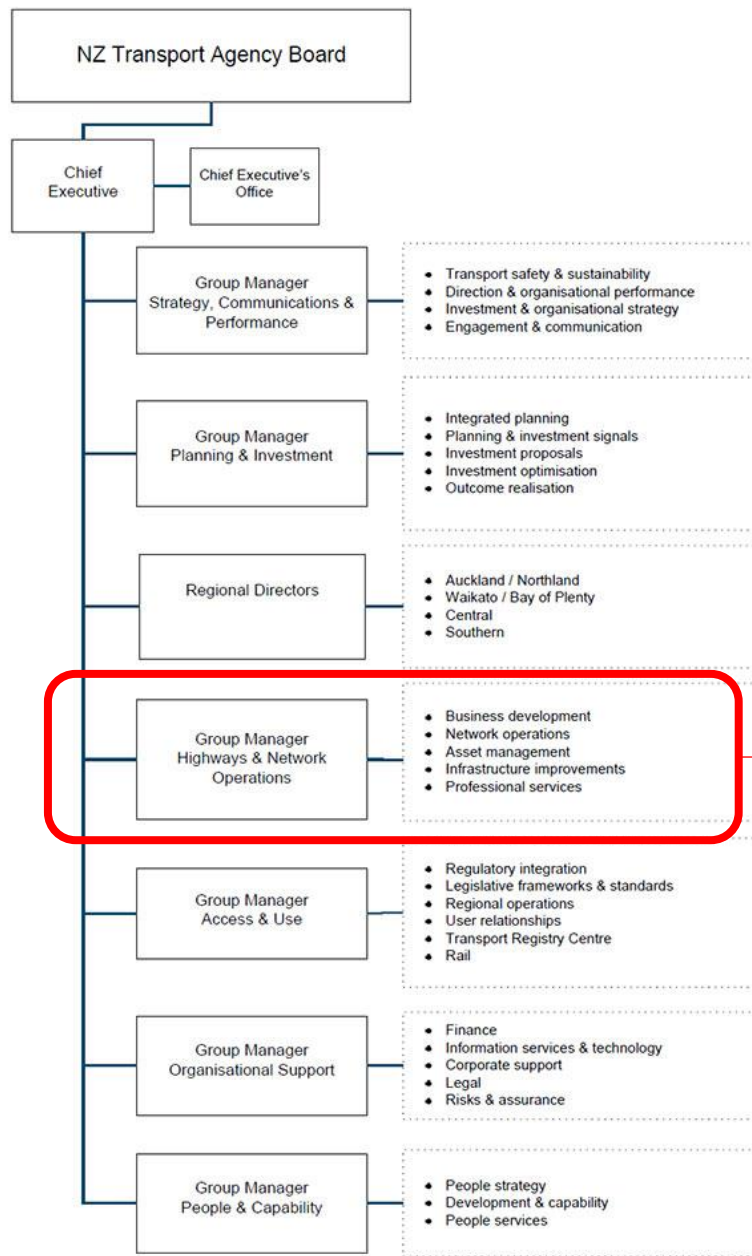 NZ Transport Agency Board
Chief
Executive
Chief Executive's
Office
Group Manager
Strategy, Communications &
Performance
• Transport safety & sustainability
• Direction & organisational performance
• Investment & organisational strategy
• Engagement & communication
Group Manager
Planning & Investment
• Integrated planning
• Planning & investment signals
• Investment proposals
• Investment optimisation
• Outcome realisation
Regional Directors
• Auckland / Northland
• Waikato / Bay of Plenty
• Central
• Southern
Group Manager
Highways & Network
Operations
• Business development
• Network operations
• Asset management
• Infrastructure improvements
• Professional services
Group Manager
Access & Use
• Regulatory integration
• Legislative frameworks & standards
• Regional operations
• User relationships
• Transport Registry Centre
• Rail
Group Manager
Organisational Support
• Finance
• Information services & technology
• Corporate support
• Legal
• Risks & assurance
Group Manager
People & Capability
• People strategy
• Development & capability
• People services